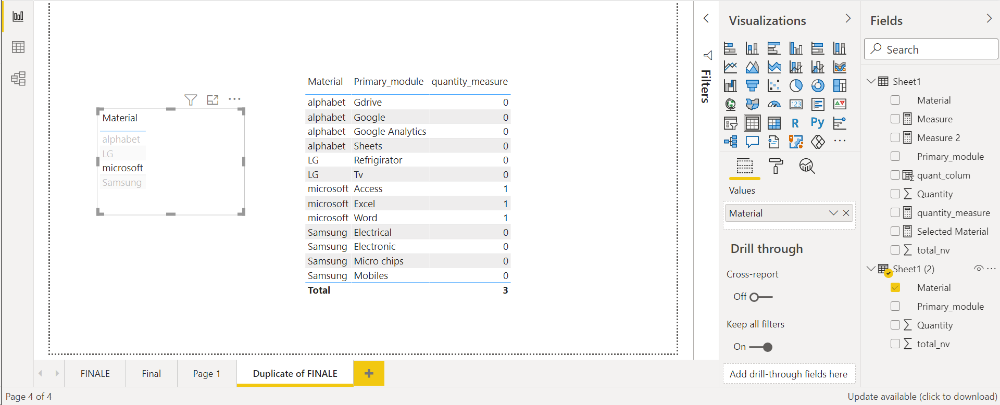 Material
alphabet
LG
microsoft
Samsung
Material Primary_module quantity_measure
alphabet Gdrive 0
alphabet Google 0
alphabet Google Analytics 0
alphabet Sheets 0
LG Refrigirator 0
LG Tv 0
microsoft Access 1
microsoft Excel 1
microsoft Word 1
Samsung Electrical 0
Samsung Electronic 0
Samsung Micro chips 0
Samsung Mobiles 0
Total 3
Filters
Visualizations
123
R Py
Values
Material
Drill through
Cross-report
Off
Keep all filters
On
Add drill-through fields here
Fields
Search
Sheet1
Material
Measure
Measure 2
Primary_module
quant_colum
Quantity
quantity_measure
Selected Material
total_nv
Sheet1 (2)
Material
Primary_module
Quantity
total_nv
FINALE Final Page 1 Duplicate of FINALE
Page 4 of 4
Update available (click to download)